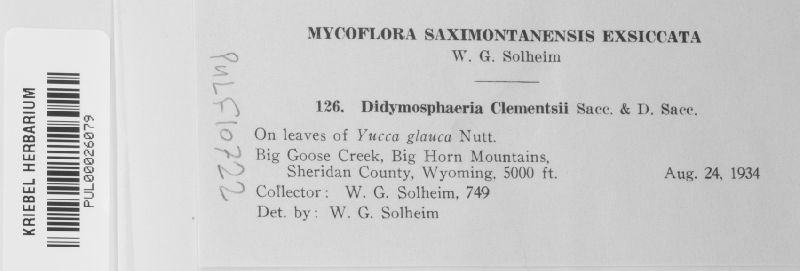 KRIEBEL HERBARIUM
PUL00026079
PULF10722
MYCOFLORA SAXIMONTANENSIS EXSICCATA
W. G. Solheim
126. Didymosphaeria Clementsii Sacc. & D. Sacc.
On leaves of Yucca glauca Nutt.
Big Goose Creek, Big Horn Mountains,
Sheridan County, Wyoming, 5000 ft. Aug. 24, 1934
Collector: W. G. Solheim, 749
Det. by: W. G. Solheim